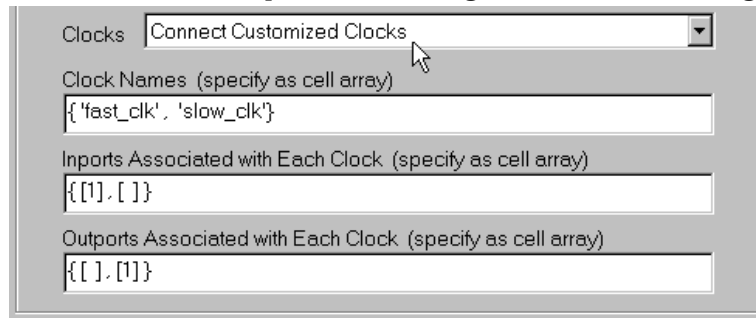 Clocks Connect Customized Clocks
Clock Names (specify as cell array)
{'fast_clk', 'slow_clk'}
Inports Associated with Each Clock (specify as cell array)
{[1],[ ]}
Outports Associated with Each Clock (specify as cell array)
{[ ],[1]}